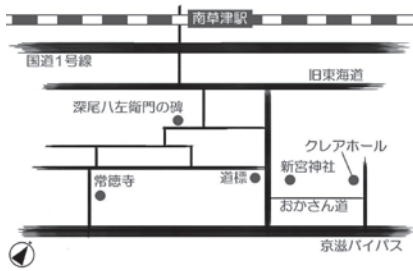 南草津駅
国道1号線
旧東海道
深尾八左衛門の碑
クレアホール
常徳寺
道標
新宮神社
おかさん道
京滋バイパス